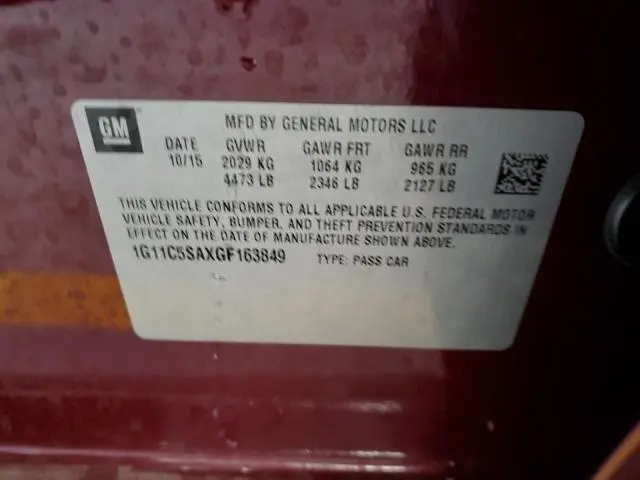 GM
MFD BY GENERAL MOTORS LLC
DATE GVWR GAWR FRT GAWR RR
10/15 2029 KG 1064 KG 965 KG
4473 LB 2346 LB 2127 LB
THIS VEHICLE CONFORMS TO ALL APPLICABLE U.S. FEDERAL MOTOR
VEHICLE SAFETY, BUMPER, AND THEFT PREVENTION STANDARDS IN
EFFECT ON THE DATE OF MANUFACTURE SHOWN ABOVE.
1G11C5SAXGF163849 TYPE: PASS CAR